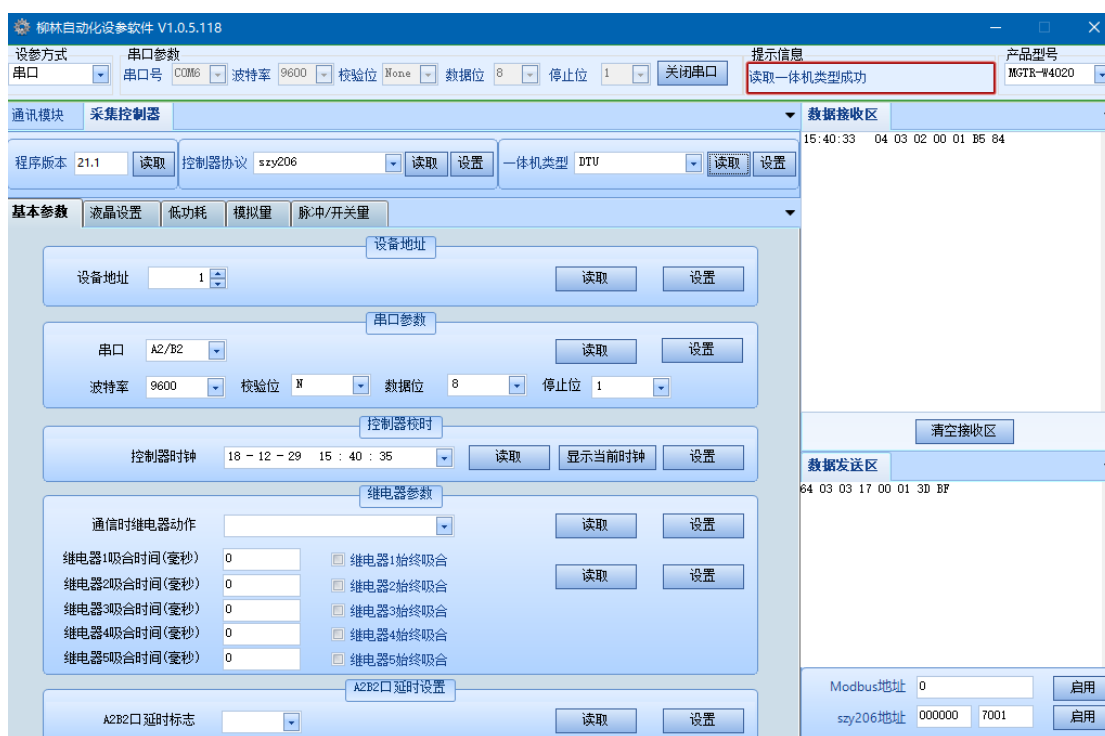 柳林自动化设参软件 V1.0.5.118
设参方式 串口参数 提示信息 产品型号
串口 串口号 COM6 波特率 9600 校验位 None 数据位 8 停止位 1 关闭串口 读取一体机类型成功 MGTR-W4020
通讯模块 采集控制器 数据接收区
15:40:33 04 03 02 00 01 B5 84
程序版本 21.1 读取 控制器协议 szy206 读取 设置 一体机类型 DTU 读取 设置
基本参数 液晶设置 低功耗 模拟量 脉冲/开关量
设备地址
设备地址 1 读取 设置
串口参数
串口 A2/B2 读取 设置
波特率 9600 校验位 N 数据位 8 停止位 1
控制器校时
清空接收区
控制器时钟 18 - 12 - 29 15 : 40 : 35 读取 显示当前时钟 设置
数据发送区
64 03 03 17 00 01 3D BF
继电器参数
通信时继电器动作 读取 设置
继电器1吸合时间(毫秒) 0 继电器1始终吸合
读取 设置
继电器2吸合时间(毫秒) 0 继电器2始终吸合
继电器3吸合时间(毫秒) 0 继电器3始终吸合
继电器4吸合时间(毫秒) 0 继电器4始终吸合
继电器5吸合时间(毫秒) 0 继电器5始终吸合
A2B2口延时设置
A2B2口延时标志 读取 设置
Modbus地址 0 启用
szy206地址 000000 7001 启用